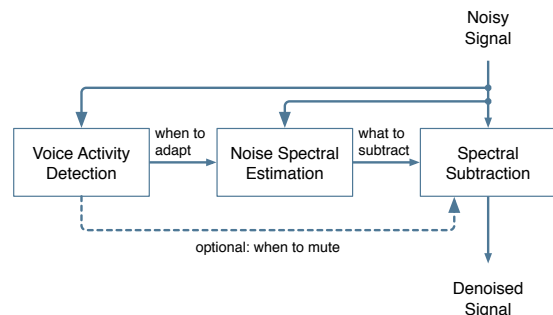 Noisy
Signal
Voice Activity
Detection
when to
adapt
Noise Spectral
Estimation
what to
subtract
Spectral
Subtraction
optional: when to mute
Denoised
Signal